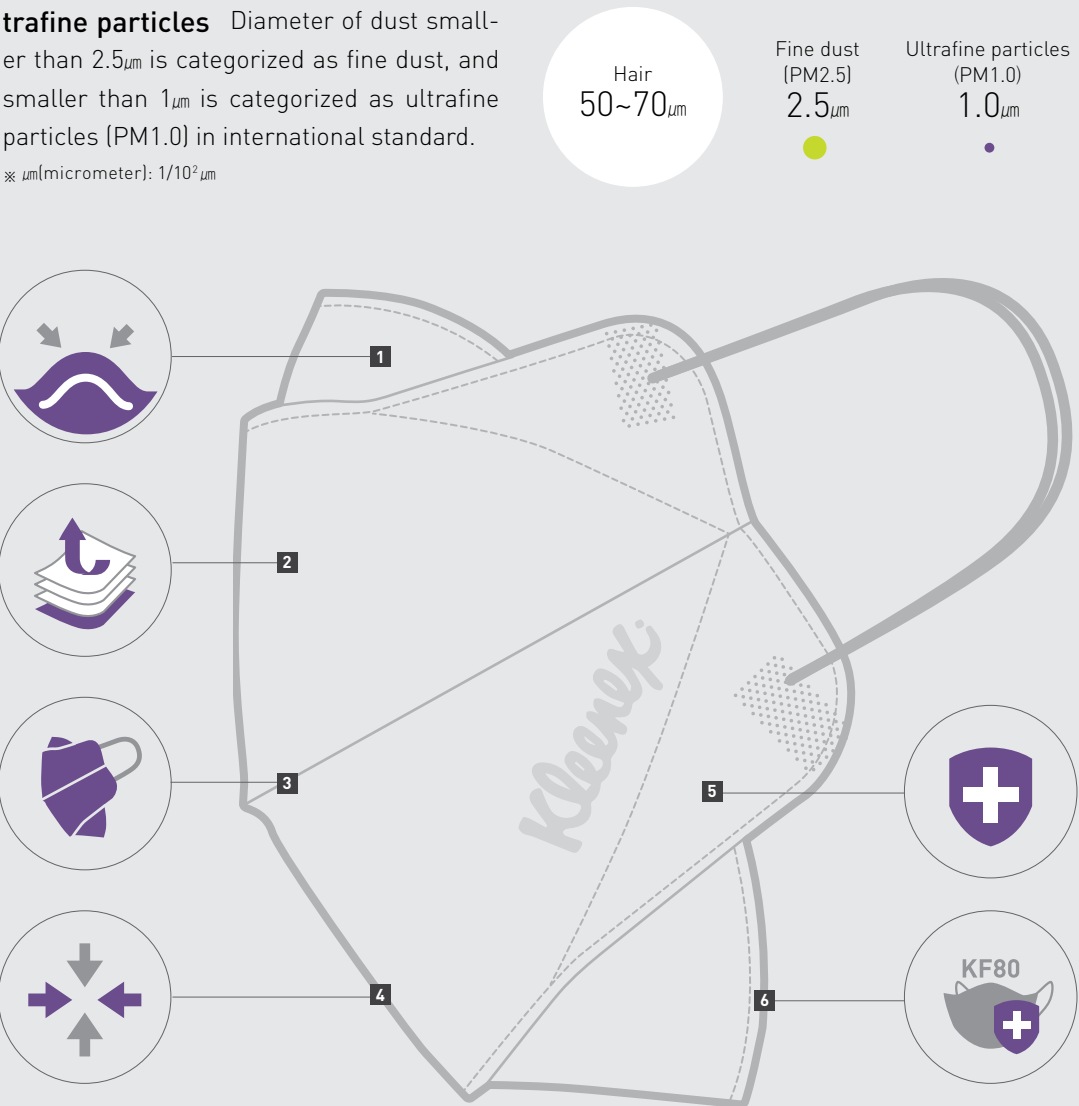 trafine particles Diameter of dust small-
er than 2.5㎛ is categorized as fine dust, and
smaller than 1㎛ is categorized as ultrafine
particles (PM1.0) in international standard.
※ ㎛(micrometer): 1/10² ㎛
Hair
50~70㎛
Fine dust
(PM2.5)
2.5㎛
Ultrafine particles
(PM1.0)
1.0㎛
1
2
3
4
5
6
Kleenex
KF80